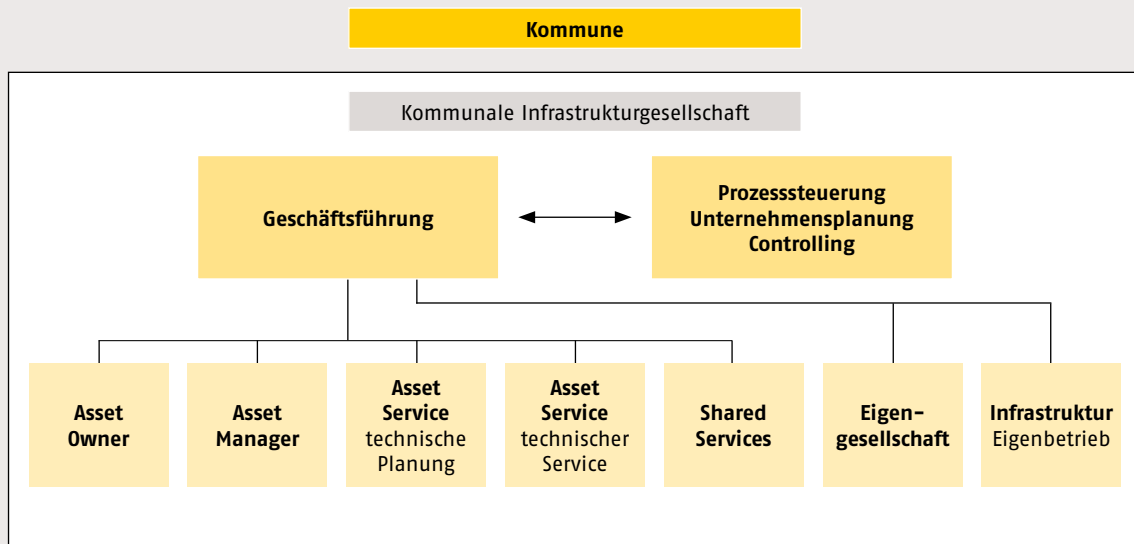 Kommune
Kommunale Infrastrukturgesellschaft
Geschäftsführung
Prozesssteuerung
Unternehmensplanung
Controlling
Asset
Owner
Asset
Manager
Asset
Service
technische
Planung
Asset
Service
technischer
Service
Shared
Services
Eigen-
gesellschaft
Infrastruktur
Eigenbetrieb